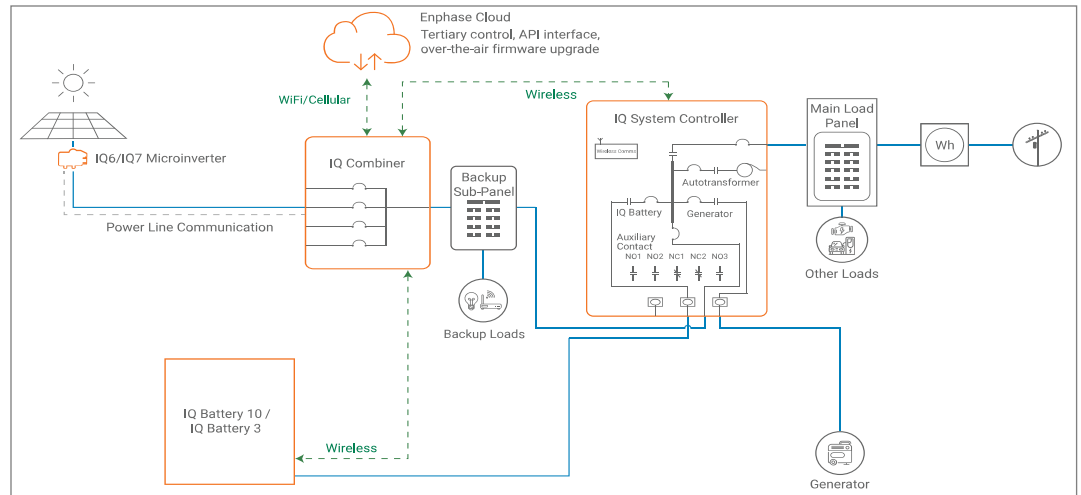 Enphase Cloud
Tertiary control, API interface,
over-the-air firmware upgrade
WiFi/Cellular
Wireless
IQ6/IQ7 Microinverter
Power Line Communication
IQ Combiner
Backup
Sub-Panel
Backup Loads
IQ System Controller
Wireless Comms
Autotransformer
IQ Battery
Generator
Auxiliary
Contact
NO1
NO2
NC1
NC2
NO3
Main Load
Panel
Wh
Other Loads
IQ Battery 10 /
IQ Battery 3
Wireless
Generator